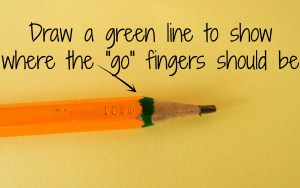 Draw a green line to show
where the "go" fingers should be